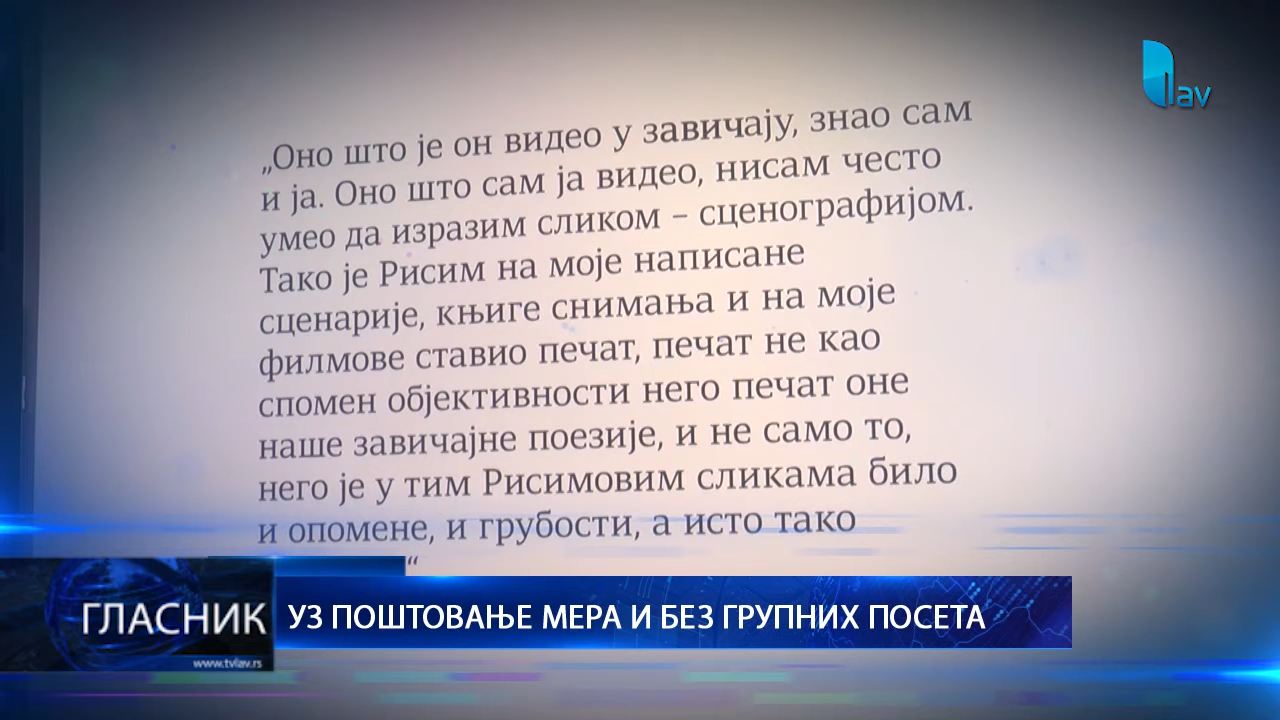 lav
„Оно што је он видео у завичају, знао сам
и ја. Оно што сам ја видео, нисам често
умео да изразим сликом – сценографијом.
Тако је Рисим на моје написане
сценарије, књиге снимања и на моје
филмове ставио печат, печат не као
спомен објективности него печат оне
наше завичајне поезије, и не само то,
него је у тим Рисимовим сликама било
и опомене, и грубости, а исто тако
“
ГЛАСНИК
www.tvlav.rs
УЗ ПОШТОВАЊЕ МЕРА И БЕЗ ГРУПНИХ ПОСЕТА